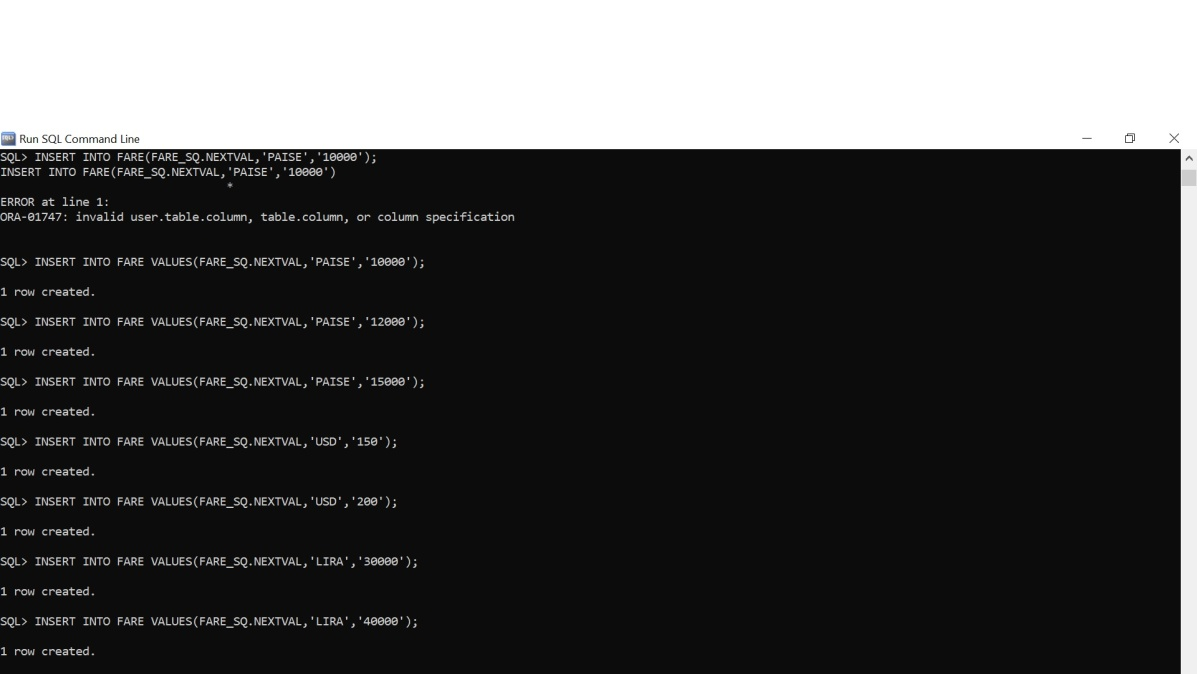 Run SQL Command Line
SQL> INSERT INTO FARE(FARE_SQ.NEXTVAL,'PAISE','10000');
INSERT INTO FARE(FARE_SQ.NEXTVAL,'PAISE','10000')
*
ERROR at line 1:
ORA-01747: invalid user.table.column, table.column, or column specification
SQL> INSERT INTO FARE VALUES(FARE_SQ.NEXTVAL,'PAISE','10000');
1 row created.
SQL> INSERT INTO FARE VALUES(FARE_SQ.NEXTVAL,'PAISE','12000');
1 row created.
SQL> INSERT INTO FARE VALUES(FARE_SQ.NEXTVAL,'PAISE','15000');
1 row created.
SQL> INSERT INTO FARE VALUES(FARE_SQ.NEXTVAL,'USD','150');
1 row created.
SQL> INSERT INTO FARE VALUES(FARE_SQ.NEXTVAL,'USD','200');
1 row created.
SQL> INSERT INTO FARE VALUES(FARE_SQ.NEXTVAL,'LIRA','30000');
1 row created.
SQL> INSERT INTO FARE VALUES(FARE_SQ.NEXTVAL,'LIRA','40000');
1 row created.